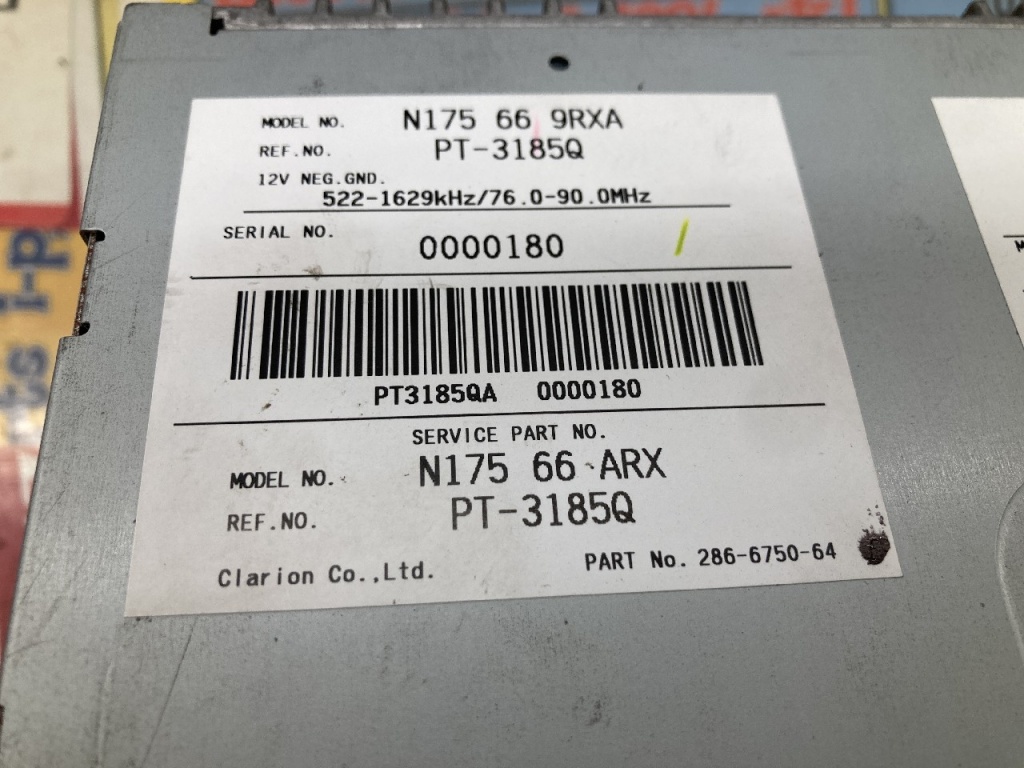 MODEL NO. N175 66 9RXA
REF.NO. PT-3185Q
12V NEG.GND.
522-1629kHz/76.0-90.0MHz
SERIAL NO. 0000180
PT3185QA 0000180
SERVICE PART NO.
MODEL NO. N175 66 ARX
REF.NO. PT-3185Q
Clarion Co.,Ltd. PART No. 286-6750-64